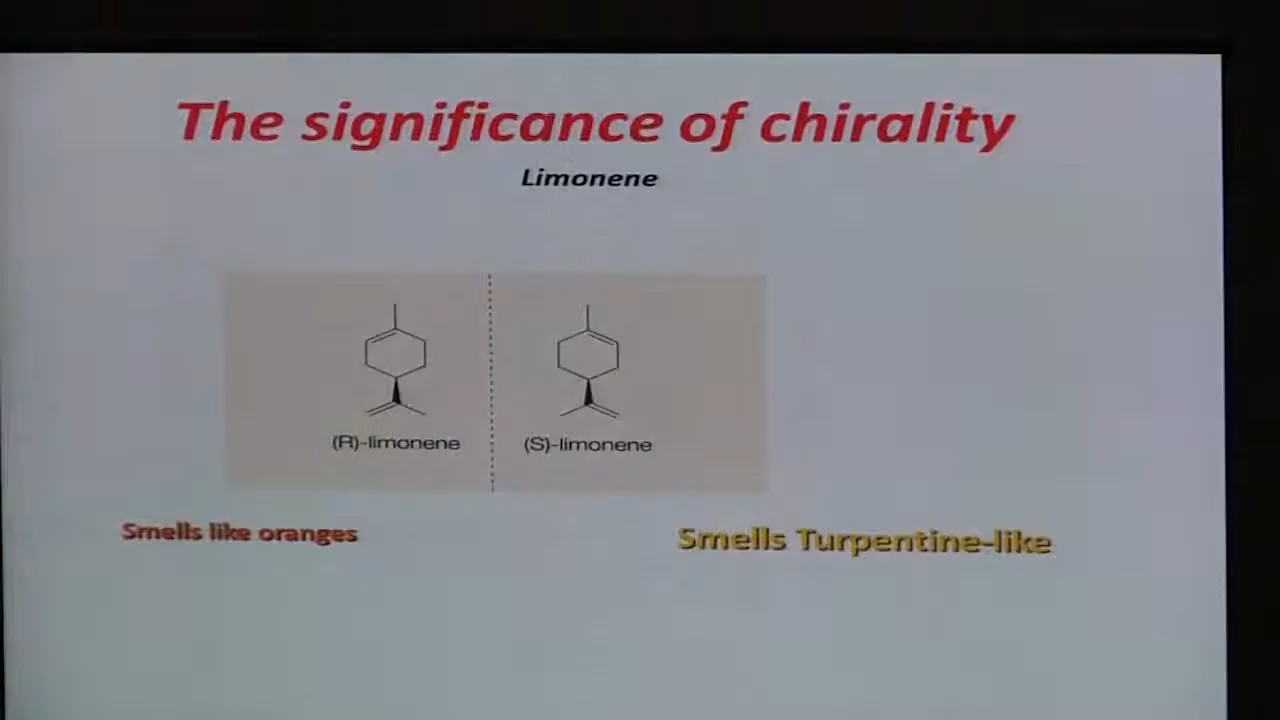 The significance of chirality
Limonene
(R)-limonene
(S)-limonene
Smells like oranges
Smells Turpentine-like